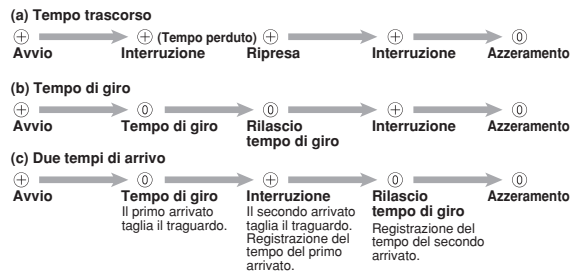 (a) Tempo trascorso
⊕ ⊕ (Tempo perduto) ⊕ ⊕ ⓪
Avvio Interruzione Ripresa Interruzione Azzeramento
(b) Tempo di giro
⊕ ⓪ ⓪ ⊕ ⓪
Avvio Tempo di giro Rilascio Interruzione Azzeramento
tempo di giro
(c) Due tempi di arrivo
⊕ ⓪ ⊕ ⓪ ⓪
Avvio Tempo di giro Interruzione Rilascio Azzeramento
Il primo arrivato Il secondo arrivato tempo di giro
taglia il traguardo. taglia il traguardo. Registrazione del
Registrazione del tempo del secondo
tempo del primo arrivato.
arrivato.